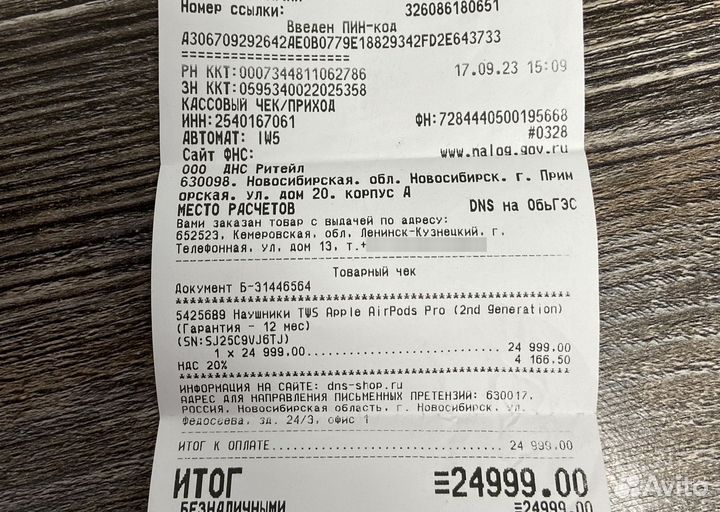 Номер ссылки: 326086180651
Введен ПИН-код
A306709292642AE0B0779E18829342FD2E643733
====================
РН ККТ:0007344811062786 17.09.23 15:09
ЗН ККТ:0595340022025358
КАССОВЫЙ ЧЕК/ПРИХОД
ИНН:2540167061 ФН:7284440500195668
АВТОМАТ: IW5 #0328
Сайт ФНС: www.nalog.gov.ru
ООО ДНС Ритейл
630098, Новосибирская. обл. Новосибирск. г. Прим
орская. ул. дом 20. корпус А
МЕСТО РАСЧЕТОВ DNS на ОбьГЭС
Вами заказан товар с выдачей по адресу:
652523, Кемеровская, обл, Ленинск-Кузнецкий, г,
Телефонная, ул, дом 13, т.+
Товарный чек
Документ Б-31446564
5425689 Наушники TWS Apple AirPods Pro (2nd generation)
(Гарантия - 12 мес)
(SN:SJ25C9VJ6TJ)
1 x 24 999.00 24 999.00
НДС 20% 4 166.50
ИНФОРМАЦИЯ НА САЙТЕ: dns-shop.ru
АДРЕС ДЛЯ НАПРАВЛЕНИЯ ПИСЬМЕННЫХ ПРЕТЕНЗИЙ: 630017,
РОССИЯ, Новосибирская область, г. Новосибирск, ул.
Федосеева, зд. 24/3, офис 1
ИТОГ К ОПЛАТЕ 24 999.00
ИТОГ ≡24999.00
БЕЗНАЛИЧНЫМИ =24999.00
Avito